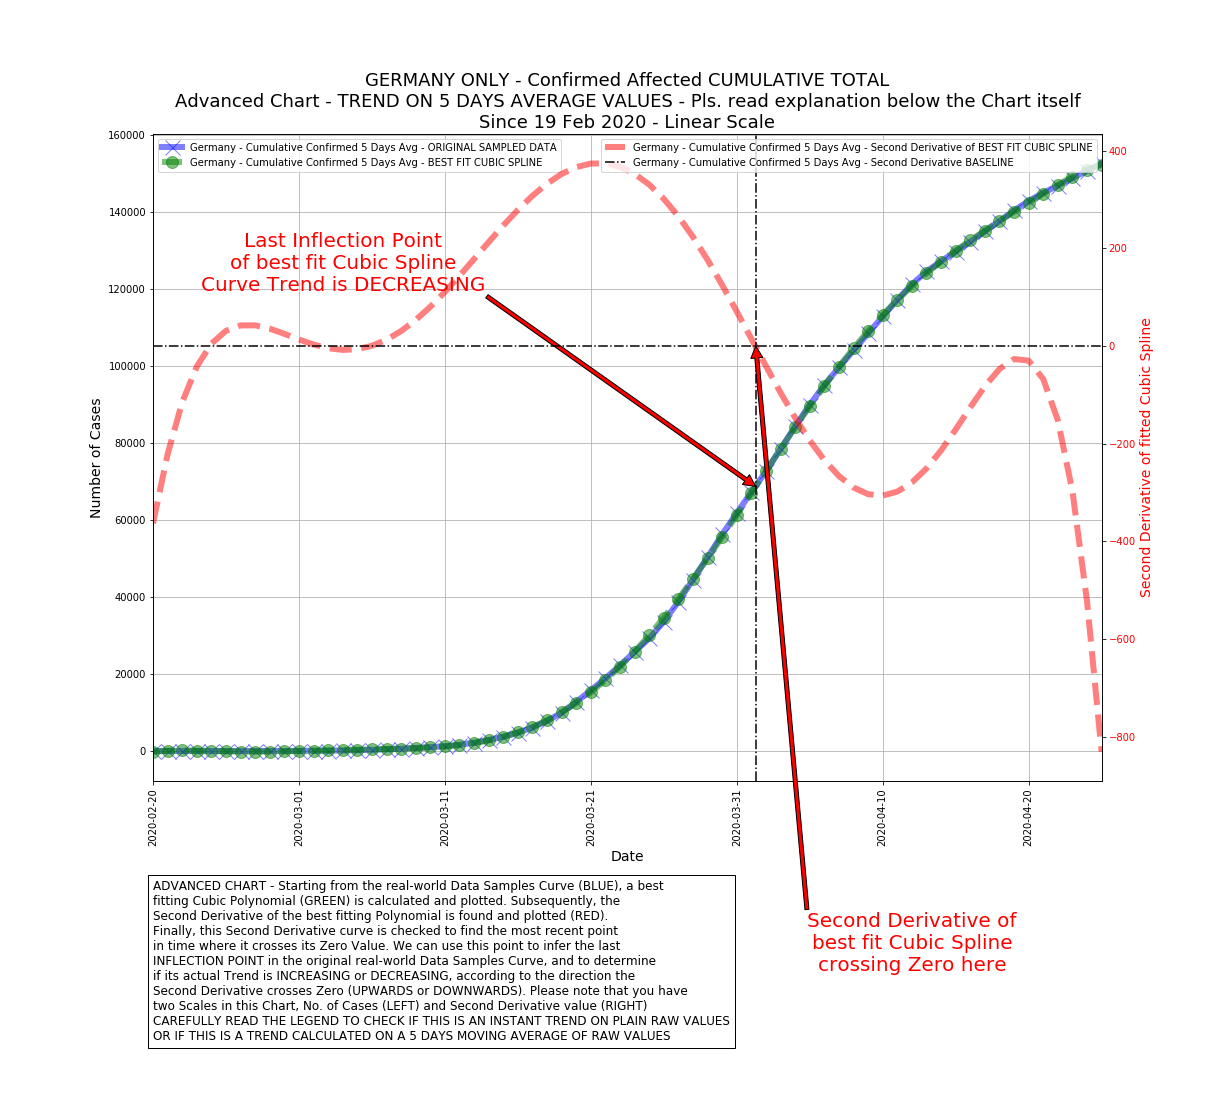 GERMANY ONLY - Confirmed Affected CUMULATIVE TOTAL
Advanced Chart - TREND ON 5 DAYS AVERAGE VALUES - Pls. read explanation below the Chart itself
Since 19 Feb 2020 - Linear Scale
Germany - Cumulative Confirmed 5 Days Avg - ORIGINAL SAMPLED DATA
Germany - Cumulative Confirmed 5 Days Avg - BEST FIT CUBIC SPLINE
Germany - Cumulative Confirmed 5 Days Avg - Second Derivative of BEST FIT CUBIC SPLINE
Germany - Cumulative Confirmed 5 Days Avg - Second Derivative BASELINE
Number of Cases
160000
140000
120000
100000
80000
60000
40000
20000
0
Last Inflection Point
of best fit Cubic Spline
Curve Trend is DECREASING
400
200
0
−200
−400
−600
−800
Second Derivative of fitted Cubic Spline
2020-02-20
2020-03-01
2020-03-11
2020-03-21
2020-03-31
2020-04-10
2020-04-20
Date
Second Derivative of
best fit Cubic Spline
crossing Zero here
ADVANCED CHART - Starting from the real-world Data Samples Curve (BLUE), a best
fitting Cubic Polynomial (GREEN) is calculated and plotted. Subsequently, the
Second Derivative of the best fitting Polynomial is found and plotted (RED).
Finally, this Second Derivative curve is checked to find the most recent point
in time where it crosses its Zero Value. We can use this point to infer the last
INFLECTION POINT in the original real-world Data Samples Curve, and to determine
if its actual Trend is INCREASING or DECREASING, according to the direction the
Second Derivative crosses Zero (UPWARDS or DOWNWARDS). Please note that you have
two Scales in this Chart, No. of Cases (LEFT) and Second Derivative value (RIGHT)
CAREFULLY READ THE LEGEND TO CHECK IF THIS IS AN INSTANT TREND ON PLAIN RAW VALUES
OR IF THIS IS A TREND CALCULATED ON A 5 DAYS MOVING AVERAGE OF RAW VALUES